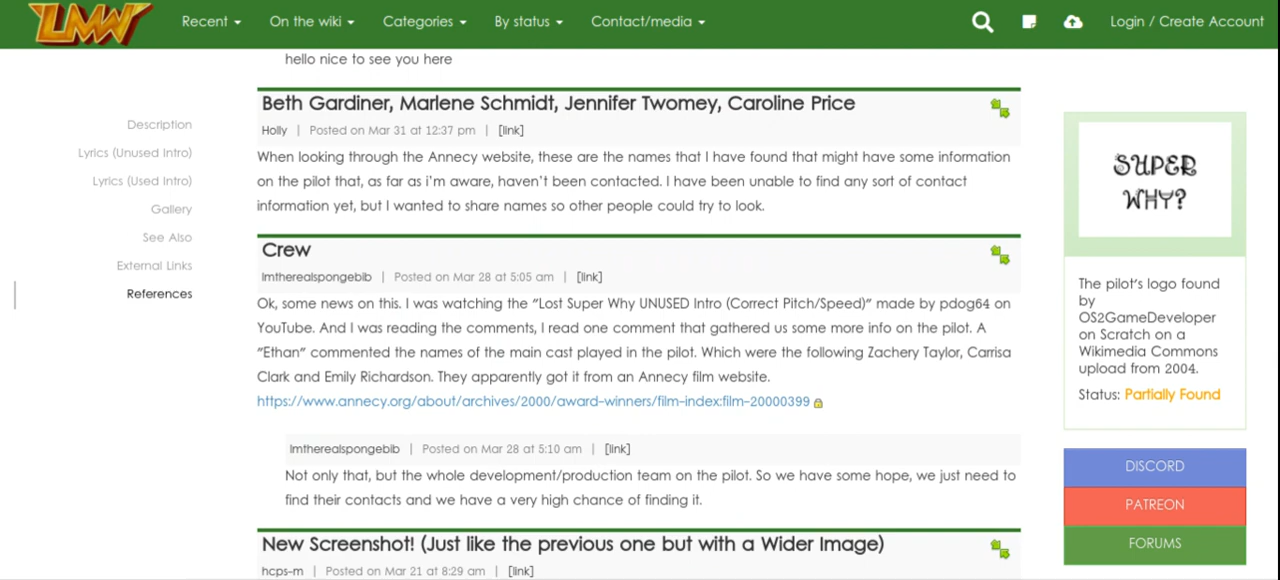 LMW Recent On the wiki Categories By status Contact/media Login / Create Account
hello nice to see you here
Beth Gardiner, Marlene Schmidt, Jennifer Twomey, Caroline Price
Holly | Posted on Mar 31 at 12:37 pm | [link]
When looking through the Annecy website, these are the names that I have found that might have some information
on the pilot that, as far as i'm aware, haven't been contacted. I have been unable to find any sort of contact
information yet, but I wanted to share names so other people could try to look.
Crew
Imtherealspongebib | Posted on Mar 28 at 5:05 am | [link]
Ok, some news on this. I was watching the "Lost Super Why UNUSED Intro (Correct Pitch/Speed)" made by pdog64 on
YouTube. And I was reading the comments, I read one comment that gathered us some more info on the pilot. A
"Ethan" commented the names of the main cast played in the pilot. Which were the following Zachery Taylor, Carrisa
Clark and Emily Richardson. They apparently got it from an Annecy film website.
https://www.annecy.org/about/archives/2000/award-winners/film-index:film-20000399
Imtherealspongebib | Posted on Mar 28 at 5:10 am | [link]
Not only that, but the whole development/production team on the pilot. So we have some hope, we just need to
find their contacts and we have a very high chance of finding it.
New Screenshot! (Just like the previous one but with a Wider Image)
hcps-m | Posted on Mar 21 at 8:29 am | [link]
Description
Lyrics (Unused Intro)
Lyrics (Used Intro)
Gallery
See Also
External Links
References
SUPER
WHY?
The pilot's logo found
by
OS2GameDeveloper
on Scratch on a
Wikimedia Commons
upload from 2004.
Status: Partially Found
DISCORD
PATREON
FORUMS